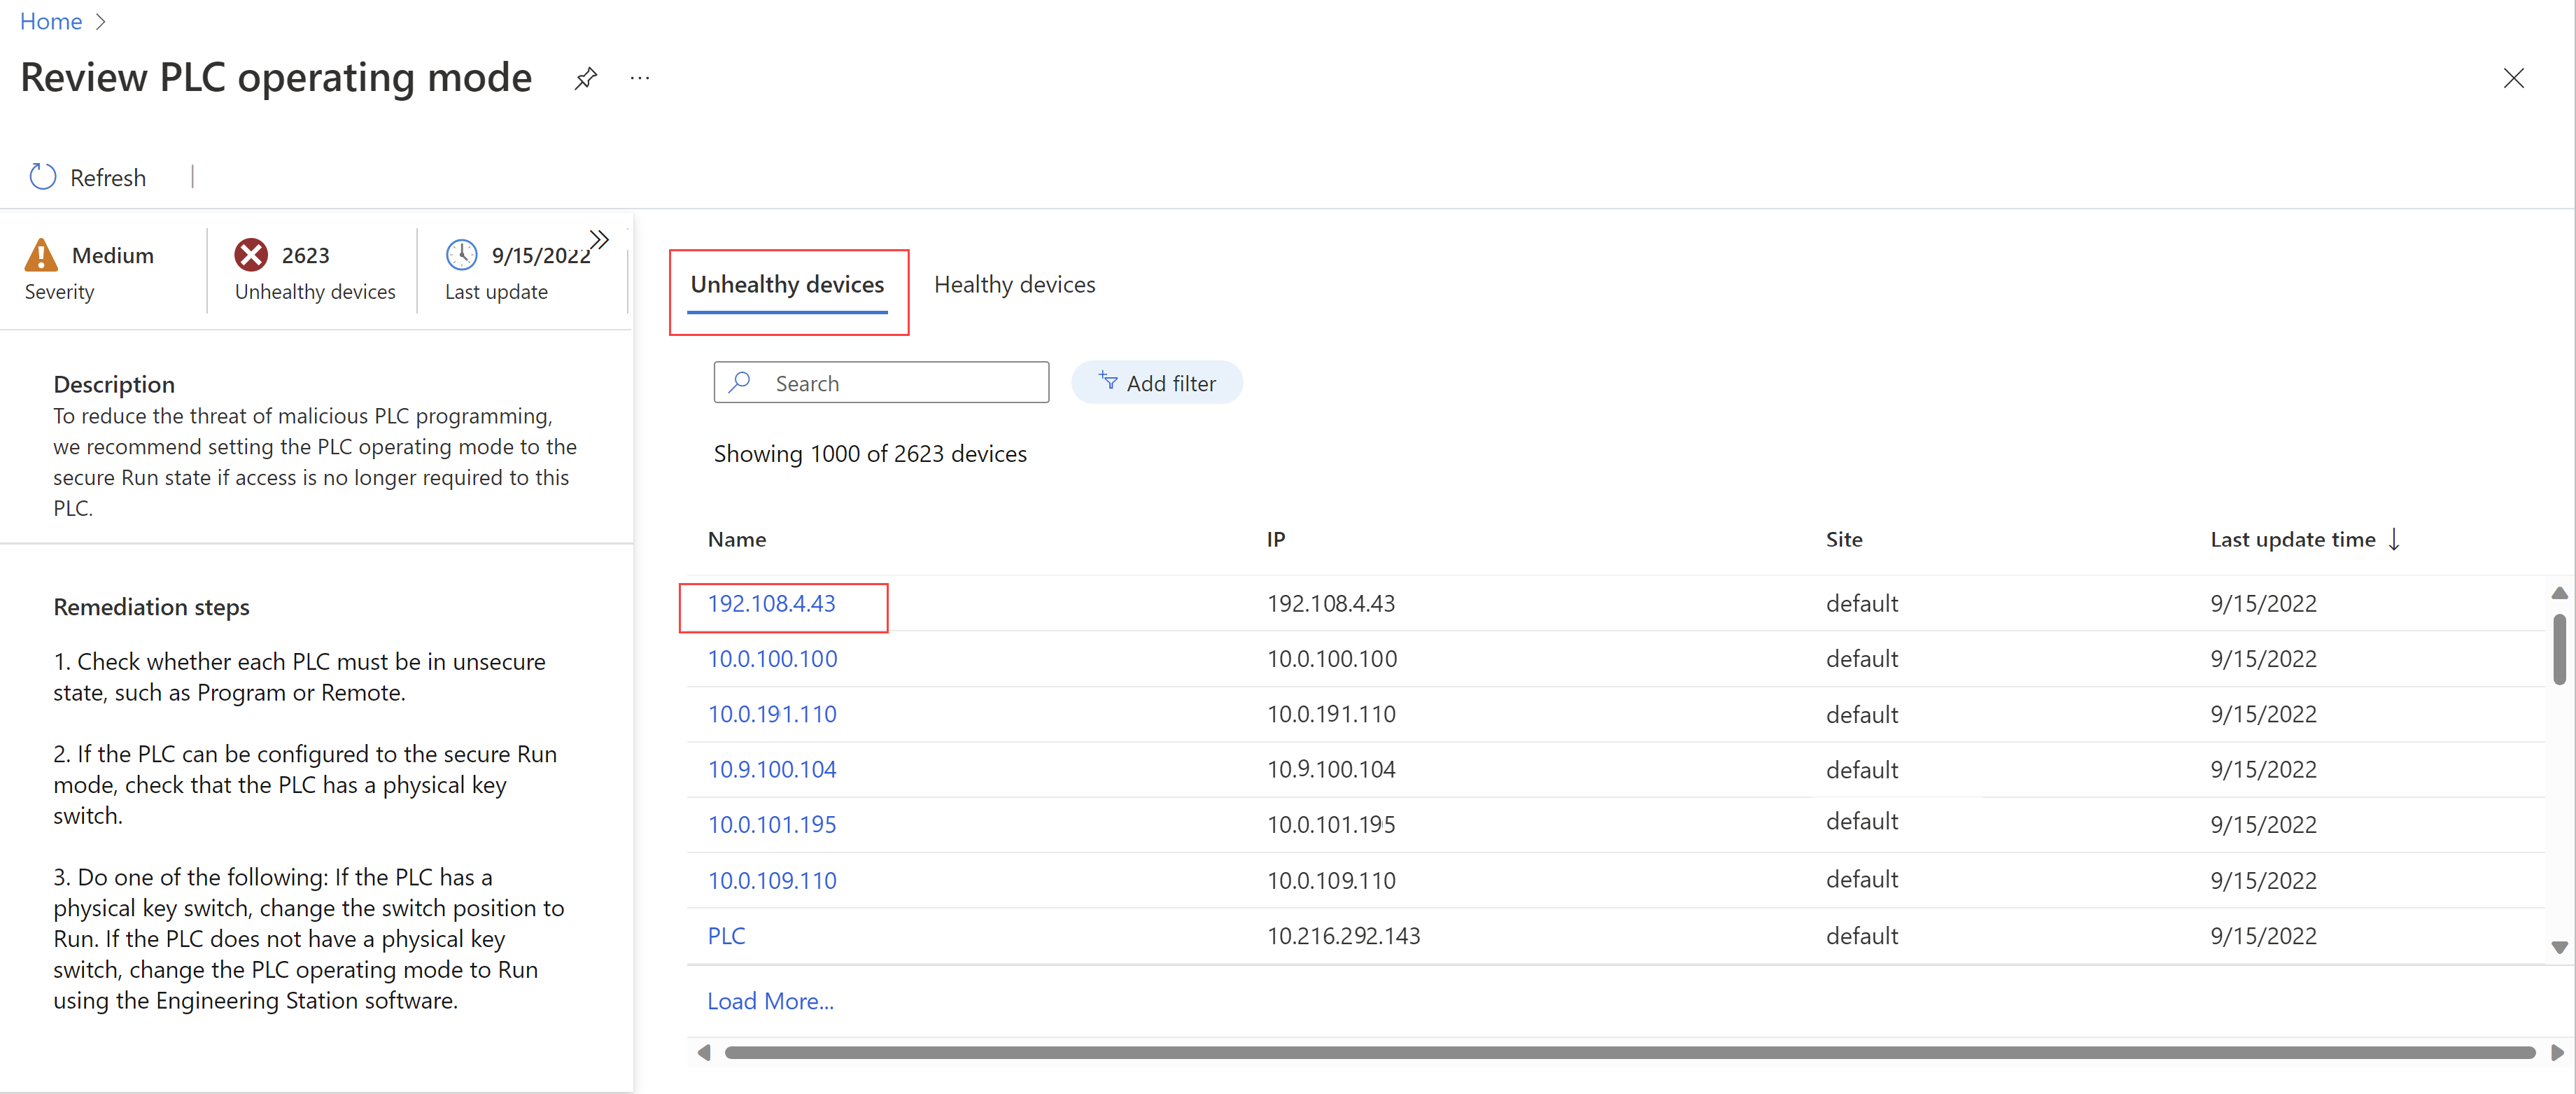 Home
Review PLC operating mode
Refresh
Medium
Severity
2623
Unhealthy devices
9/15/2022
Last update
Description
To reduce the threat of malicious PLC programming,
we recommend setting the PLC operating mode to the
secure Run state if access is no longer required to this
PLC.
Remediation steps
1. Check whether each PLC must be in unsecure
state, such as Program or Remote.
2. If the PLC can be configured to the secure Run
mode, check that the PLC has a physical key
switch.
3. Do one of the following: If the PLC has a
physical key switch, change the switch position to
Run. If the PLC does not have a physical key
switch, change the PLC operating mode to Run
using the Engineering Station software.
Unhealthy devices Healthy devices
Search Add filter
Showing 1000 of 2623 devices
Name IP Site Last update time
192.108.4.43 192.108.4.43 default 9/15/2022
10.0.100.100 10.0.100.100 default 9/15/2022
10.0.191.110 10.0.191.110 default 9/15/2022
10.9.100.104 10.9.100.104 default 9/15/2022
10.0.101.195 10.0.101.195 default 9/15/2022
10.0.109.110 10.0.109.110 default 9/15/2022
PLC 10.216.292.143 default 9/15/2022
Load More...